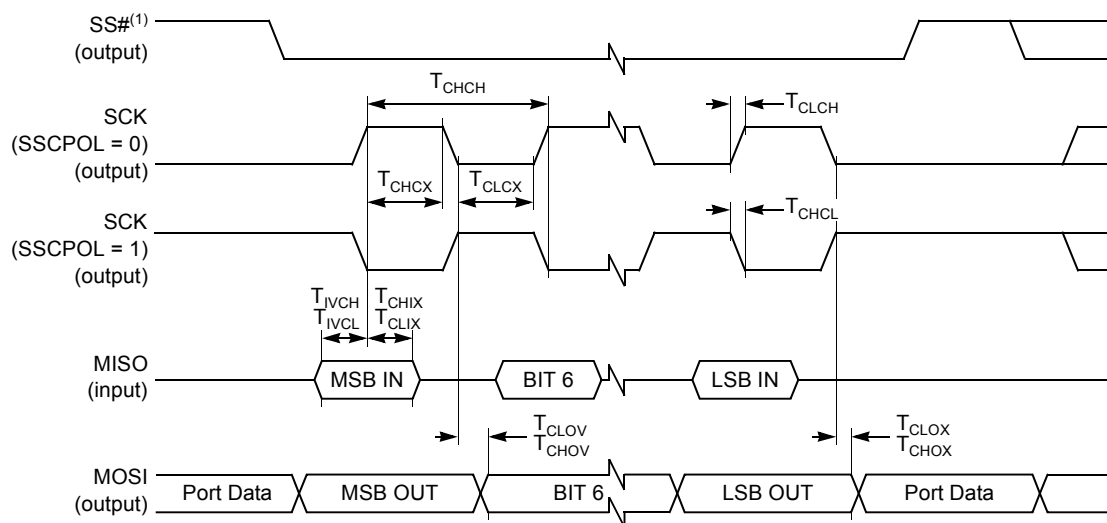 SS#(1)
(output)
TCHCH
TCLCH
SCK
(SSCPOL = 0)
(output)
TCHCX
TCLCX
TCHCL
SCK
(SSCPOL = 1)
(output)
TIVCH
TCHIX
TIVCL
TCLIX
MISO
(input)
MSB IN
BIT 6
LSB IN
TCLOV
TCHOV
TCLOX
TCHOX
MOSI
(output)
Port Data
MSB OUT
BIT 6
LSB OUT
Port Data